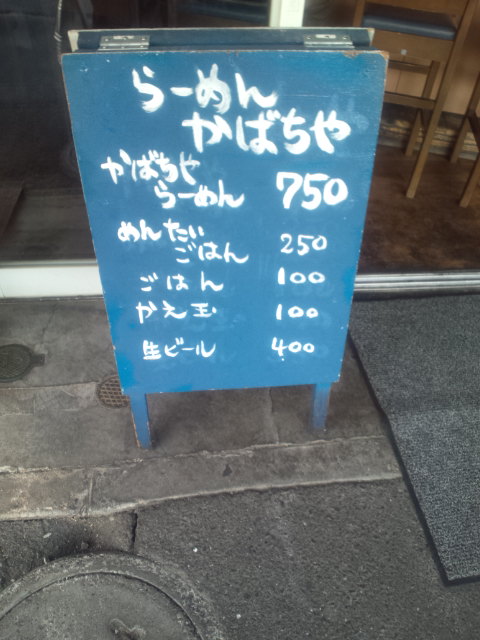 らーめん
かばちや
かばちや
らーめん 750
めんたい
ごはん 250
ごはん 100
かえ玉 100
生ビール 400